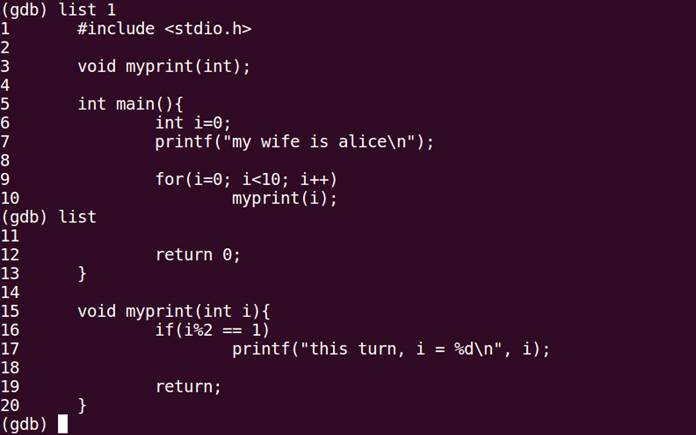 (gdb) list 1
1       #include <stdio.h>
2
3       void myprint(int);
4
5       int main(){
6               int i=0;
7               printf("my wife is alice\n");
8
9               for(i=0; i<10; i++)
10                      myprint(i);
(gdb) list
11
12              return 0;
13      }
14
15      void myprint(int i){
16              if(i%2 == 1)
17                      printf("this turn, i = %d\n", i);
18
19              return;
20      }
(gdb)